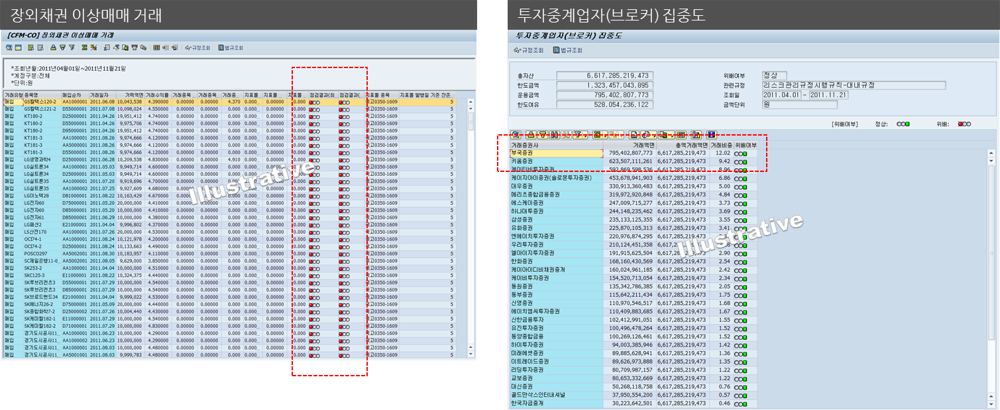 장외채권 이상매매 거래
[CFM-CO] 장외채권 이상매매 거래
규정조회 법규조회
*조회년월:2011년04월01일~2011년11월21일
*계정구분:전체
*단위:원
거래유형 종목명 매입순차 거래일자 거액액면 거래수익률 거래종목... 거래종목... 거래종... 지표물... 지표물... 지표물... 점검결과(최... 점검결과(... 지표물 종목 지표물 발행일 기준 잔존...
매입 GS칼텍스120-2 AA1000001 2011.06.08 10,043,538 4.390000 0.00000 0.00000 4.370 0.000... 0.00000 0.000 국고0350-1609 5
매입 GS칼텍스121-2 D55000001 2011.07.08 10,098,024 4.550000 4.120000 0.00000 0.00000 0.000 0.000... 0.00000 0.000 국고0350-1609 5
매입 KT180-2 D25000001 2011.04.26 19,951,412 4.740000 0.00000 0.00000 0.000 0.000... 0.00000 0.000 국고0350-1609 5
매입 KT180-2 D55000001 2011.04.26 9,975,706 4.740000 0.00000 0.00000 0.000 0.000... 0.00000 0.000 국고0350-1609 5
매입 KT180-2 D95000001 2011.04.26 19,951,412 4.740000 0.00000 0.00000 0.000 0.000... 0.00000 0.000 국고0350-1609 5
매입 KT181-3 AA1000001 2011.08.26 9,974,666 4.120000 0.00000 0.00000 0.000 0.000... 0.00000 0.000 국고0350-1609 5
매입 KT181-3 AA5000001 2011.08.26 9,974,666 4.120000 0.00000 0.00000 0.000 0.000... 0.00000 0.000 국고0350-1609 5
매입 KT181-3 D55000001 2011.08.26 9,974,666 4.120000 0.00000 0.00000 0.000 0.000... 0.00000 0.000 국고0350-1609 5
매입 LG생명과학4 D25000001 2011.06.28 10,209,538 4.830000 0.00000 0.00000 4.910 0.000... 0.00000 0.000 국고0350-1609 5
매입 LG실트론34 AA1000001 2011.05.03 9,949,714 4.600000 0.00000 0.00000 0.000 국고0350-1609 5
매입 LG실트론34 D25000001 2011.05.03 9,949,714 4.600000 국고0350-1609 5
매입 LG실트론34 AA1000001 2011.07.20 9,919,696 4.700000 국고0350-1609 5
매입 LG실트론35 AA1000002 2011.07.25 9,927,609 4.680000 국고0350-1609 5
매입 LG이노텍28 D81000001 2011.08.22 10,163,429 4.670000 국고0350-1609 5
매입 LG전자60 D75000001 2011.05.20 20,000,000 4.410000 0.00000 0.000 0.000... 0.00000 0.000 국고0350-1609 5
매입 LG전자60 D85000001 2011.05.20 10,000,000 4.410000 0.00000 0.00000 0.000 0.000... 0.00000 0.000 국고0350-1609 5
매입 LG전자61 D85000001 2011.06.29 10,000,000 4.380000 0.00000 0.00000 0.000 0.000... 0.00000 0.000 국고0350-1609 5
매입 LG패션2 E21000001 2011.04.04 9,996,802 4.370000 0.00000 0.00000 0.000 0.000... 0.00000 0.000 국고0350-1609 5
매입 LS산전170 AA1000001 2011.07.26 20,000,000 4.530000 0.00000 0.00000 0.000 0.000... 0.00000 0.000 국고0350-1609 5
매입 OCI74-1 AA1000001 2011.08.24 10,121,978 4.200000 0.00000 0.00000 0.000 0.000... 0.00000 0.000 국고0350-1609 5
매입 OCI74-2 D25000001 2011.08.24 10,133,663 4.490000 0.00000 0.00000 0.000 0.000... 0.00000 0.000 국고0350-1609 5
매입 POSCO297 AA5002001 2011.08.30 10,183,957 4.110000 0.00000 0.00000 0.000 0.000... 0.00000 0.000 국고0350-1609 5
매입 SC제일은행11-0_ AA5002001 2011.08.05 9,629,000 3.850000 0.00000 0.00000 0.000 0.000... 0.00000 0.000 국고0350-1609 5
매입 SK253-2 AA1000001 2011.04.04 10,000,000 4.510000 0.00000 0.00000 0.000 0.000... 0.00000 0.000 국고0350-1609 5
매입 SKC125-3 E11000001 2011.08.22 10,324,375 4.440000 0.00000 0.00000 0.000 0.000... 0.00000 0.000 국고0350-1609 5
매입 SK루브리컨츠3 D55000001 2011.07.29 10,000,000 4.540000 0.00000 0.00000 0.000 0.000... 0.00000 0.000 국고0350-1609 5
매입 SK루브리컨츠3 D85000001 2011.07.29 10,000,000 4.540000 0.00000 0.00000 0.000 0.000... 0.00000 0.000 국고0350-1609 5
매입 SK브로드밴드34 E21000001 2011.04.04 9,999,022 4.530000 0.00000 0.00000 0.000 0.000... 0.00000 0.000 국고0350-1609 5
매입 SK에너지26-2 D75000001 2011.05.09 20,000,000 4.440000 0.00000 0.00000 0.000 0.000... 0.00000 0.000 국고0350-1609 5
매입 SK종합화학7-2 D25000002 2011.07.26 10,004,440 4.430000 0.00000 0.00000 0.000 0.000... 0.00000 0.000 국고0350-1609 5
매입 SK케미칼182-1 E11000001 2011.07.29 10,000,000 4.540000 0.00000 0.00000 0.000 0.000... 0.00000 0.000 국고0350-1609 5
매입 SK케미칼182-2 D71000001 2011.07.29 10,000,000 4.830000 0.00000 0.00000 0.000 0.000... 0.00000 0.000 국고0350-1609 5
매입 경기도시공사11_ AA1000001 2011.06.23 10,000,000 4.290000 0.00000 0.00000 0.000 0.000... 0.00000 0.000 국고0350-1609 5
매입 경기도시공사11_ AA1000002 2011.06.23 10,000,000 4.290000 0.00000 0.00000 0.000 0.000... 0.00000 0.000 국고0350-1609 5
매입 경기도시공사11_ AA1000001 2011.08.03 10,000,000 4.480000 0.00000 0.00000 0.000 0.000... 0.00000 0.000 국고0350-1609 5
매입 경기도시공사11_ AA5001001 2011.08.03 9,999,783 4.480000 0.00000 0.00000 0.000 0.000... 0.00000 0.000 국고0350-1609 5
Illustrative
투자중계업자(브로커) 집중도
투자중계업자(브로커) 집중도
규정조회 법규조회
총자산 6,617,285,219,473 위배여부 정상
한도금액 1,323,457,043,895 관련규정 리스크관리규정시행규칙-대내규정
운용금액 795,402,807,773 조회일 2011.04.01 ~ 2011.11.21
한도여유 528,054,236,122 금액단위 원
[위배여부] 정상: 위배:
거래증권사 거래액면 총액거래액면 거래비중 위배여부
부국증권 795,402,807,773 6,617,285,219,473 12.02
키움증권 623,507,111,261 6,617,285,219,473 9.42
케이티비투자증권 592,869,598,536 6,617,285,219,473 8.96
케이지아이증권(솔로몬투자증권) 453,678,941,903 6,617,285,219,473 6.86
대우증권 330,913,360,483 6,617,285,219,473 5.00
메리츠종합금융증권 319,972,920,848 6,617,285,219,473 4.84
에스케이증권 247,009,715,277 6,617,285,219,473 3.73
하나대투증권 244,148,235,462 6,617,285,219,473 3.69
삼성증권 235,133,125,355 6,617,285,219,473 3.55
유화증권 225,870,105,313 6,617,285,219,473 3.41
엔에이치투자증권 220,976,874,295 6,617,285,219,473
우리투자증권 210,124,451,358 6,617,285,219,473
엘아이지투자증권 191,915,625,504 6,617,285,219,473 2.90
한화증권 168,160,430,569 6,617,285,219,473 2.54
케이아이디비채권중개 160,024,961,185 6,617,285,219,473 2.42
케이비투자증권 154,520,713,054 6,617,285,219,473 2.34
동원증권 135,342,786,385 6,617,285,219,473 2.05
동부증권 115,642,211,434 6,617,285,219,473 1.75
신영증권 110,970,546,517 6,617,285,219,473 1.68
에이치엠씨투자증권 110,409,883,685 6,617,285,219,473 1.67
신한금융투자 102,412,991,051 6,617,285,219,473 1.55
유진투자증권 100,496,478,264 6,617,285,219,473 1.52
동양종합금융 100,269,126,461 6,617,285,219,473 1.52
하이투자증권 94,003,385,946 6,617,285,219,473 1.42
미래에셋증권 89,885,628,941 6,617,285,219,473 1.36
이트레이드증권 89,626,973,888 6,617,285,219,473 1.35
리딩투자증권 80,709,987,157 6,617,285,219,473 1.22
교보증권 80,653,332,669 6,617,285,219,473 1.22
대신증권 50,268,118,758 6,617,285,219,473 0.76
골드만삭스인터내셔널 37,950,554,200 6,617,285,219,473 0.57
한국자금중개 30,223,642,501 6,617,285,219,473 0.46
Illustrative